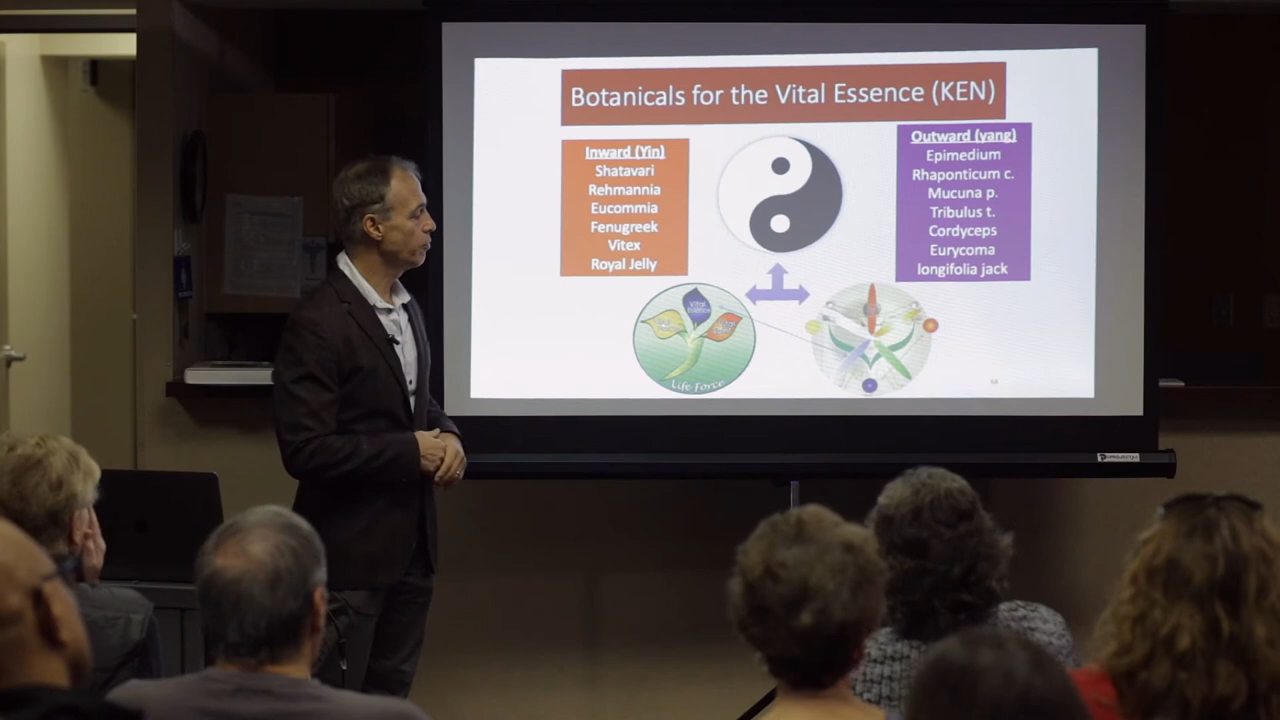 Botanicals for the Vital Essence (KEN)
Inward (Yin)
Shatavari
Rehmannia
Eucommia
Fenugreek
Vitex
Royal Jelly
Outward (yang)
Epimedium
Rhaponticum c.
Mucuna p.
Tribulus t.
Cordyceps
Eurycoma
longifolia jack
Vital
Essence
Life Force